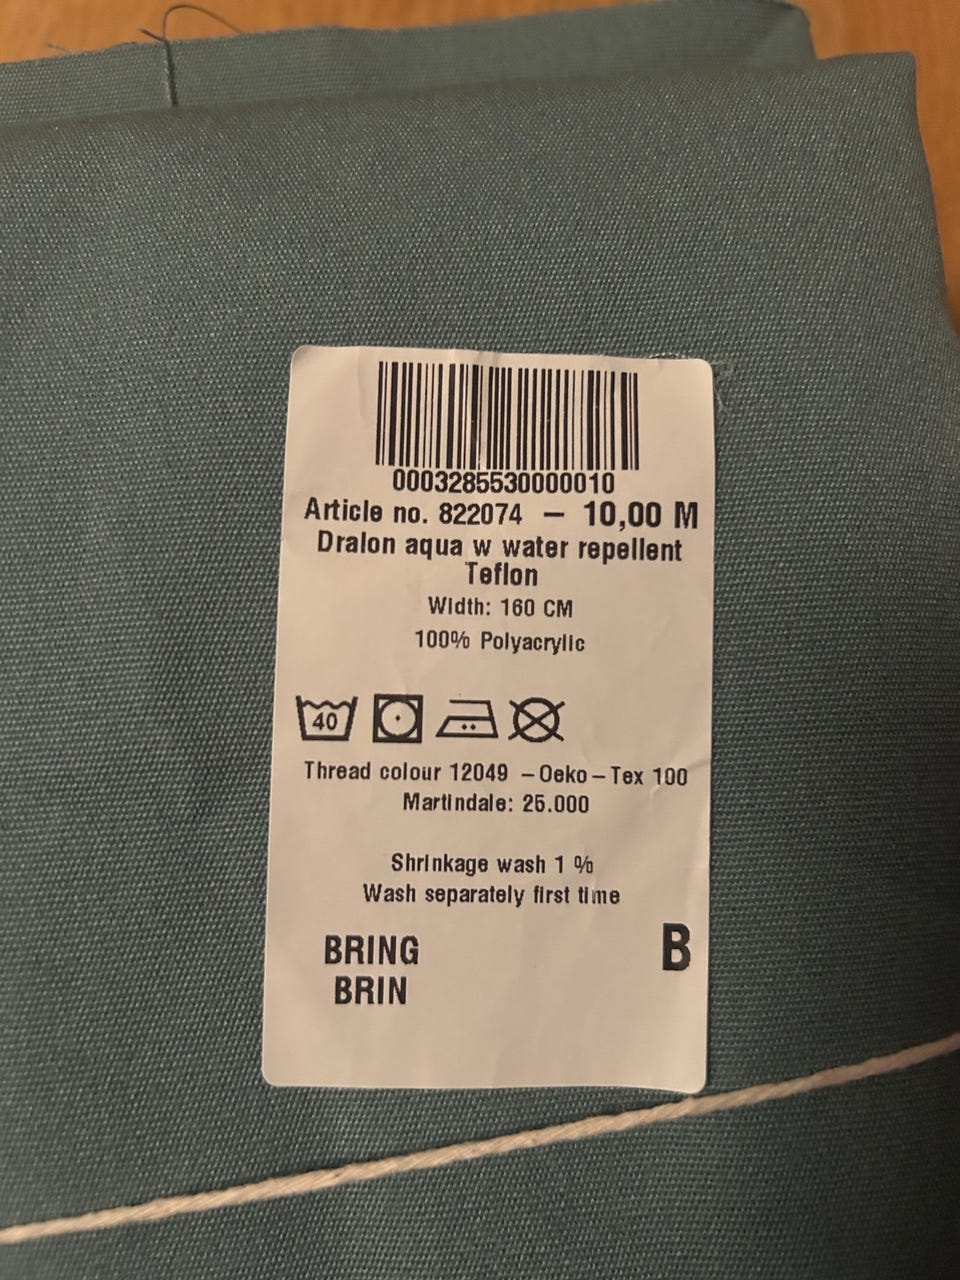 0003285530000010
Article no. 822074 – 10,00 M
Dralon aqua w water repellent
Teflon
Width: 160 CM
100% Polyacrylic
40
Thread colour 12049 – Oeko – Tex 100
Martindale: 25.000
Shrinkage wash 1 %
Wash separately first time
BRING B
BRIN